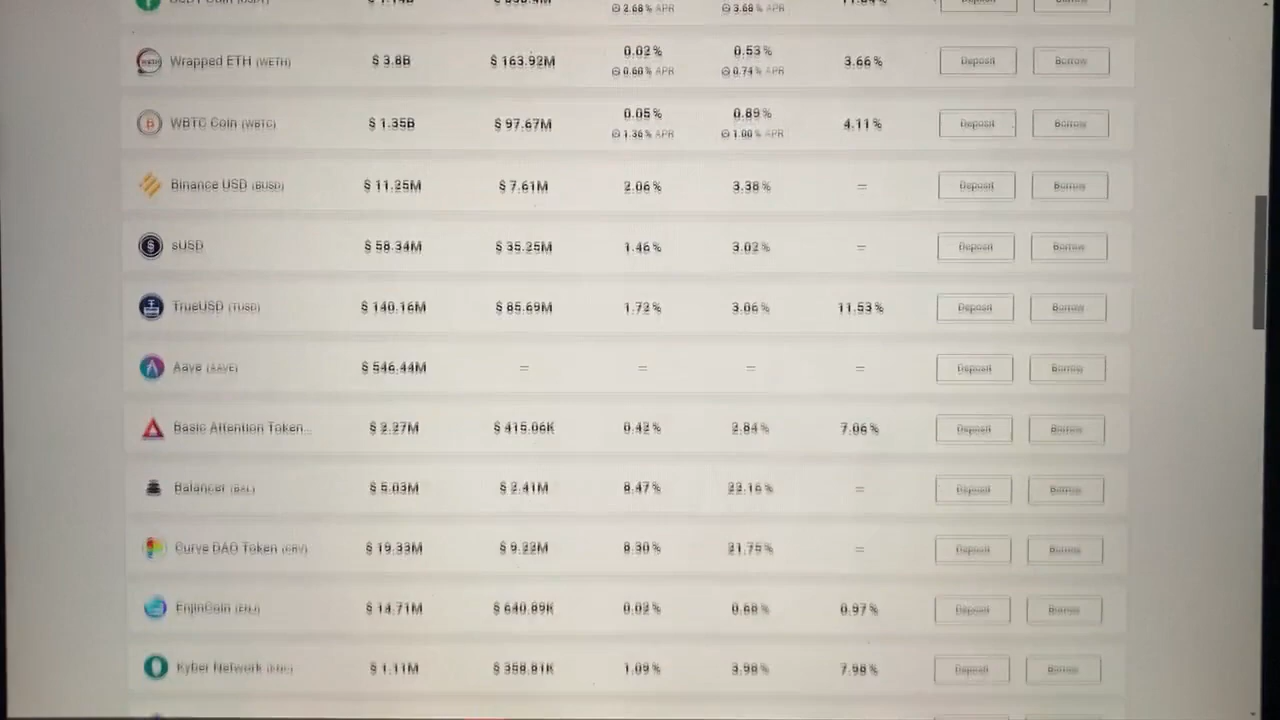 2.68 % APR 3.68 % APR
Wrapped ETH (WETH) $ 3.8B $ 163.92M 0.02 % 0.53 % 3.66 % Deposit Borrow
0.60 % APR 0.74 % APR
WBTC Coin (WBTC) $ 1.35B $ 97.67M 0.05 % 0.89 % 4.11 % Deposit Borrow
1.36 % APR 1.00 % APR
Binance USD (BUSD) $ 11.25M $ 7.61M 2.06 % 3.38 % — Deposit Borrow
sUSD $ 58.34M $ 35.25M 1.46 % 3.02 % — Deposit Borrow
TrueUSD (TUSD) $ 140.16M $ 85.69M 1.72 % 3.06 % 11.53 % Deposit Borrow
Aave (AAVE) $ 546.44M — — — — Deposit Borrow
Basic Attention Token... $ 2.27M $ 415.06K 0.42 % 2.84 % 7.06 % Deposit Borrow
Balancer (BAL) $ 5.03M $ 2.41M 8.47 % 22.16 % — Deposit Borrow
Curve DAO Token (CRV) $ 19.33M $ 9.22M 8.30 % 21.75 % — Deposit Borrow
EnjinCoin (ENJ) $ 14.71M $ 640.89K 0.02 % 0.68 % 0.97 % Deposit Borrow
Kyber Network (KNC) $ 1.11M $ 358.81K 1.09 % 3.98 % 7.98 % Deposit Borrow